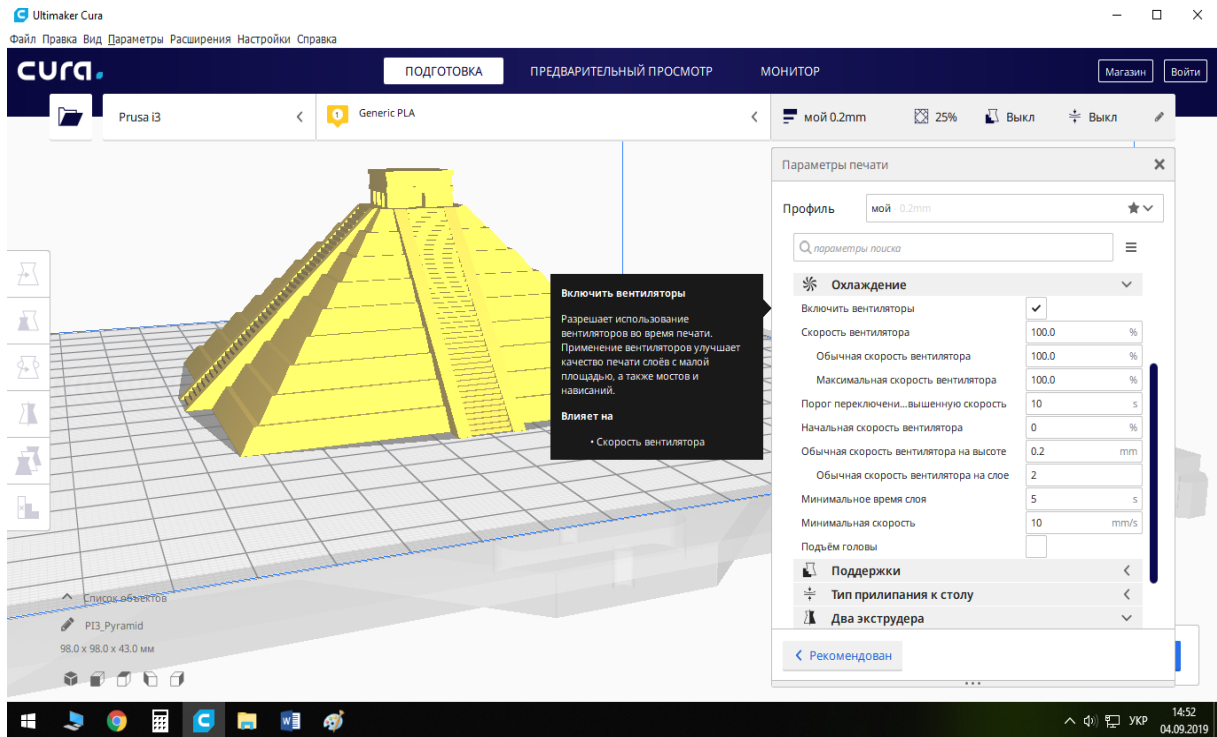 Ultimaker Cura
Файл Правка Вид Параметры Расширения Настройки Справка
cura.
ПОДГОТОВКА
ПРЕДВАРИТЕЛЬНЫЙ ПРОСМОТР
МОНИТОР
Магазин
Войти
Prusa i3
1
Generic PLA
мой 0.2mm
25%
Выкл
Выкл
Параметры печати
Профиль
мой - 0.2mm
параметры поиска
Охлаждение
Включить вентиляторы
Скорость вентилятора 100.0 %
Обычная скорость вентилятора 100.0 %
Максимальная скорость вентилятора 100.0 %
Порог переключени...вышенную скорость 10 s
Начальная скорость вентилятора 0 %
Обычная скорость вентилятора на высоте 0.2 mm
Обычная скорость вентилятора на слое 2
Минимальное время слоя 5 s
Минимальная скорость 10 mm/s
Подъём головы
Поддержки
Тип прилипания к столу
Два экструдера
Рекомендован
Включить вентиляторы
Разрешает использование
вентиляторов во время печати.
Применение вентиляторов улучшает
качество печати слоёв с малой
площадью, а также мостов и
нависаний.
Влияет на
• Скорость вентилятора
Список объектов
PI3_Pyramid
98.0 x 98.0 x 43.0 мм
УКР
14:52
04.09.2019